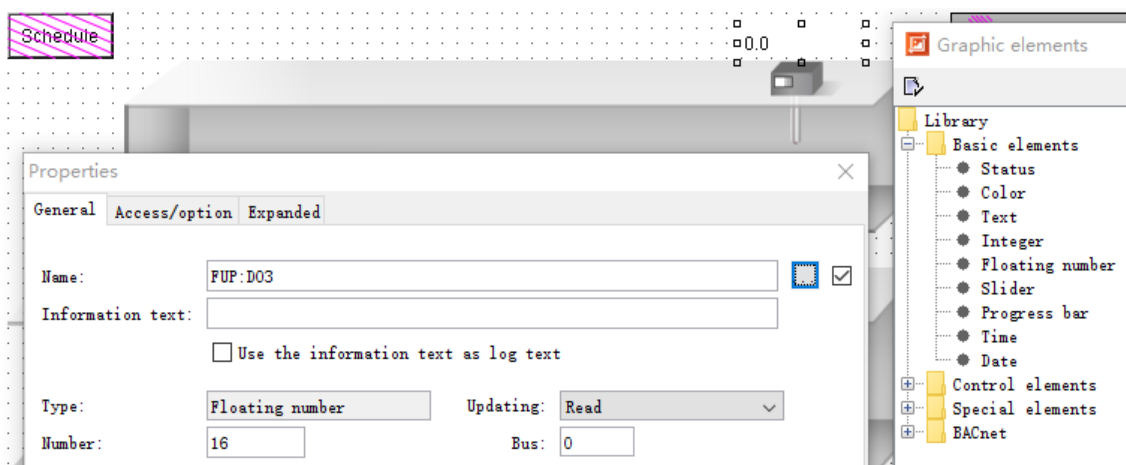 Schedule
0.0
Graphic elements
Library
Basic elements
Status
Color
Text
Integer
Floating number
Slider
Progress bar
Time
Date
Control elements
Special elements
BACnet
Properties
General Access/option Expanded
Name: FUP:DO3
Information text:
Use the information text as log text
Type: Floating number Updating: Read
Number: 16 Bus: 0